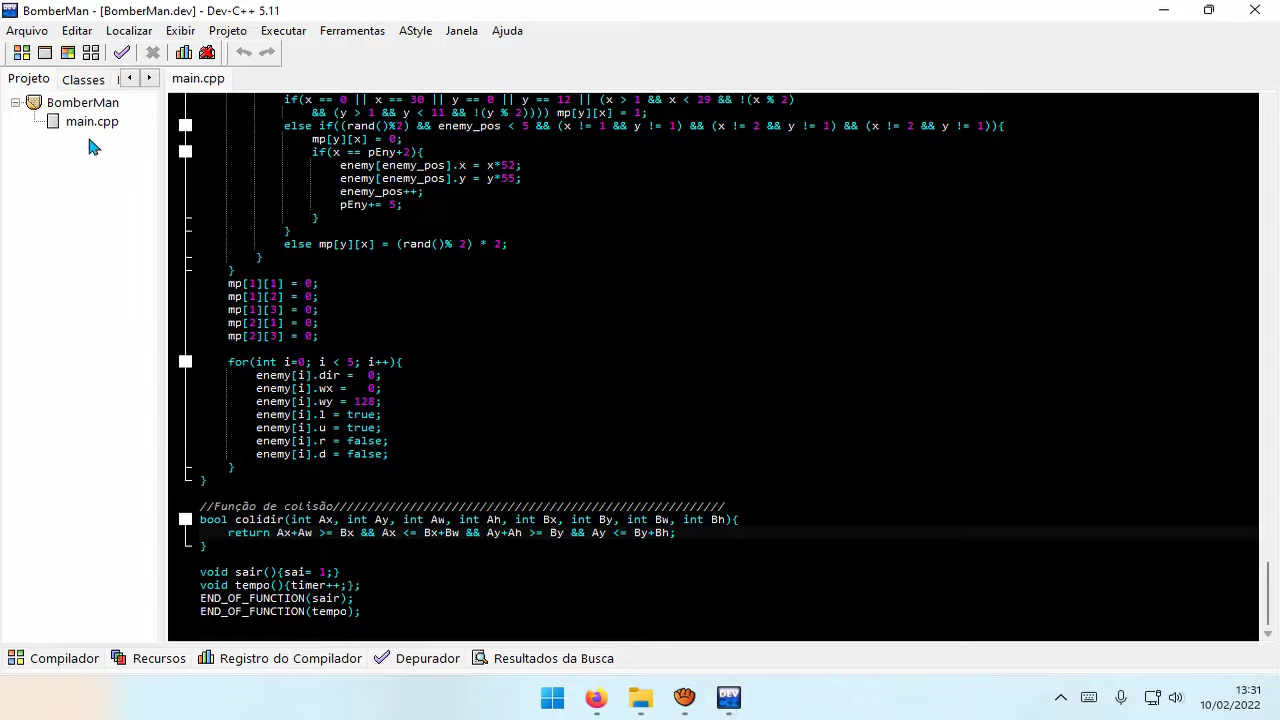 BomberMan - [BomberMan.dev] - Dev-C++ 5.11
Arquivo Editar Localizar Exibir Projeto Executar Ferramentas AStyle Janela Ajuda
Projeto Classes main.cpp
BomberMan
main.cpp
if(x == 0 || x == 30 || y == 0 || y == 12 || (x > 1 && x < 29 && !(x % 2)
&& (y > 1 && y < 11 && !(y % 2)))) mp[y][x] = 1;
else if((rand()%2) && enemy_pos < 5 && (x != 1 && y != 1) && (x != 2 && y != 1) && (x != 2 && y != 1)){
mp[y][x] = 0;
if(x == pEny+2){
enemy[enemy_pos].x = x*52;
enemy[enemy_pos].y = y*55;
enemy_pos++;
pEny+= 5;
}
}
else mp[y][x] = (rand()% 2) * 2;
}
}
mp[1][1] = 0;
mp[1][2] = 0;
mp[1][3] = 0;
mp[2][1] = 0;
mp[2][3] = 0;
for(int i=0; i < 5; i++){
enemy[i].dir = 0;
enemy[i].wx = 0;
enemy[i].wy = 128;
enemy[i].l = true;
enemy[i].u = true;
enemy[i].r = false;
enemy[i].d = false;
}
}
//Função de colisão////////////////////////////////////////////////////////
bool colidir(int Ax, int Ay, int Aw, int Ah, int Bx, int By, int Bw, int Bh){
return Ax+Aw >= Bx && Ax <= Bx+Bw && Ay+Ah >= By && Ay <= By+Bh;
}
void sair(){sai= 1;}
void tempo(){timer++;};
END_OF_FUNCTION(sair);
END_OF_FUNCTION(tempo);
Compilador Recursos Registro do Compilador Depurador Resultados da Busca
DEV
13:31
10/02/2022